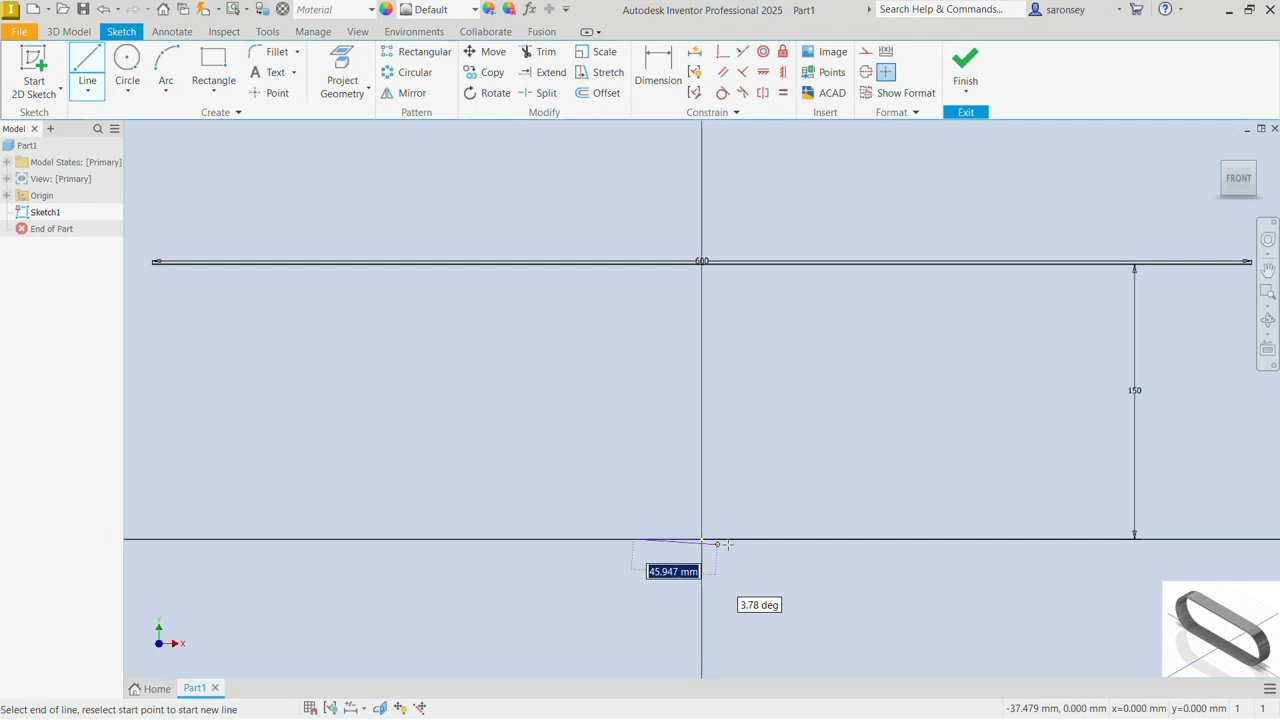 Material
Default
Autodesk Inventor Professional 2025 Part1
Search Help & Commands...
saronsey
File
3D Model
Sketch
Annotate
Inspect
Tools
Manage
View
Environments
Collaborate
Fusion
Start
2D Sketch
Line
Circle
Arc
Rectangle
Fillet
Text
Point
Project
Geometry
Rectangular
Circular
Mirror
Move
Copy
Rotate
Trim
Extend
Split
Scale
Stretch
Offset
Dimension
Image
Points
ACAD
Show Format
Finish
Sketch
Create
Pattern
Modify
Constrain
Insert
Format
Exit
Model
Part1
Model States: [Primary]
View: [Primary]
Origin
Sketch1
End of Part
FRONT
600
150
45.947 mm
3.78 deg
Y
X
Home
Part1
Select end of line, reselect start point to start new line
-37.479 mm, 0.000 mm x=0.000 mm y=0.000 mm 1 1